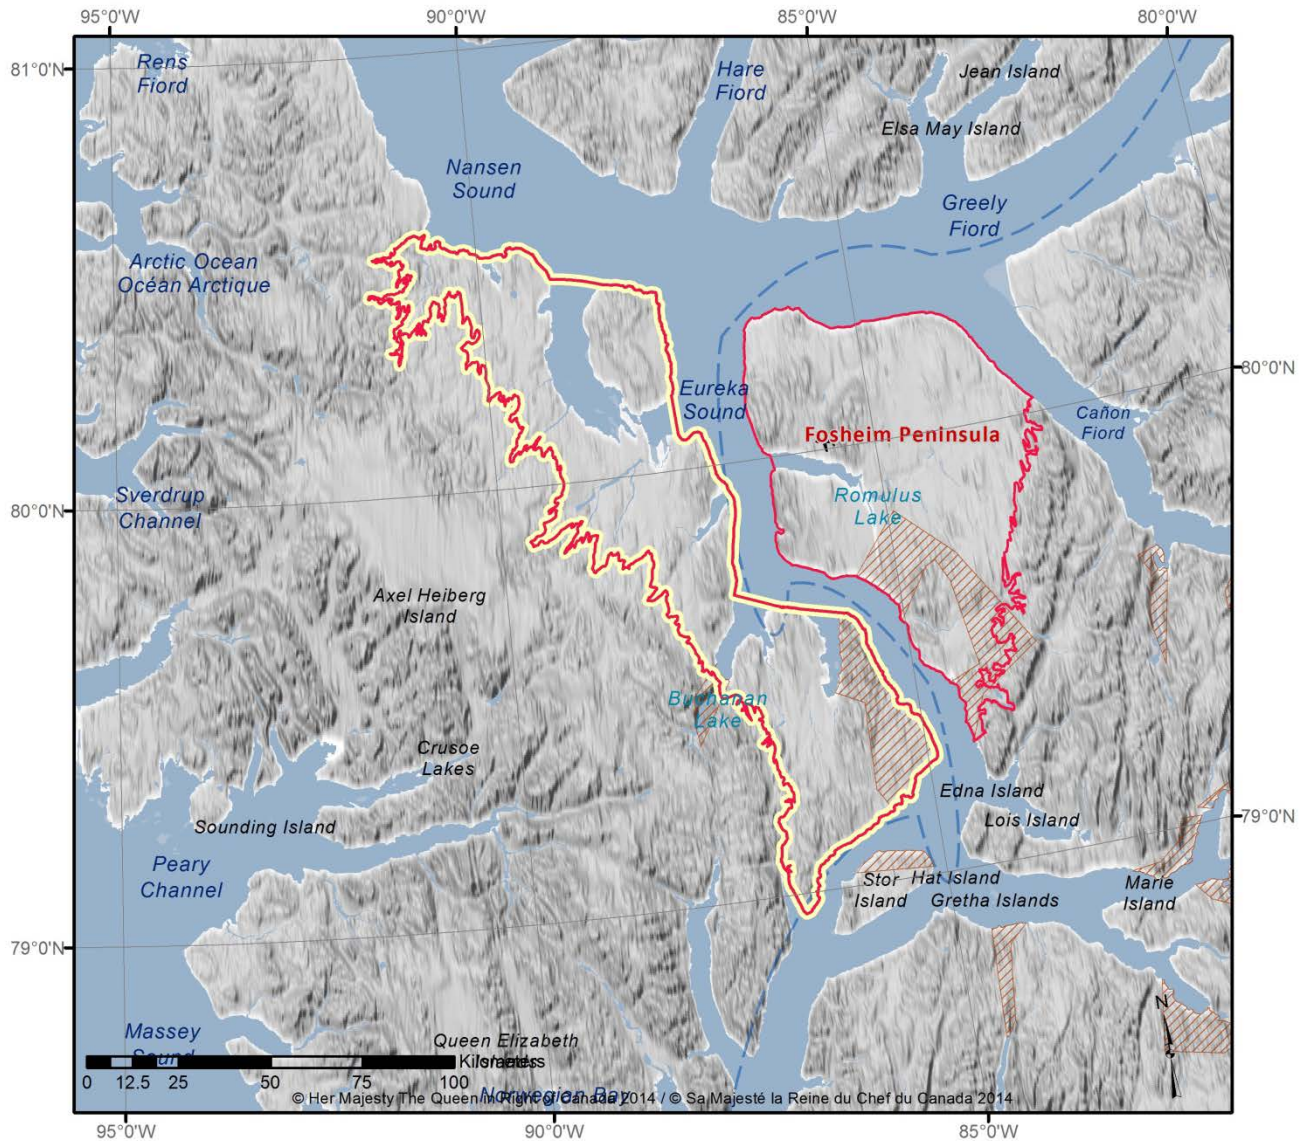 95°0'W 90°0'W 85°0'W 80°0'W
81°0'N
Rens
Fiord
Hare
Fiord
Jean Island
Elsa May Island
Nansen
Sound
Greely
Fiord
Arctic Ocean
Océan Arctique
80°0'N
Eureka
Sound
Cañon
Fiord
Fosheim Peninsula
Romulus
Lake
Sverdrup
Channel
80°0'N
Axel Heiberg
Island
Buchanan
Lake
Crusoe
Lakes
Edna Island
Lois Island
79°0'N
Sounding Island
Peary
Channel
Stor
Island
Hat Island
Gretha Islands
Marie
Island
79°0'N
N
Massey
Sound
Queen Elizabeth
Islands
Kilometers
0 12.5 25 50 75 100
Norwegian Bay
© Her Majesty The Queen in Right of Canada 2014 / © Sa Majesté la Reine du Chef du Canada 2014
95°0'W 90°0'W 85°0'W